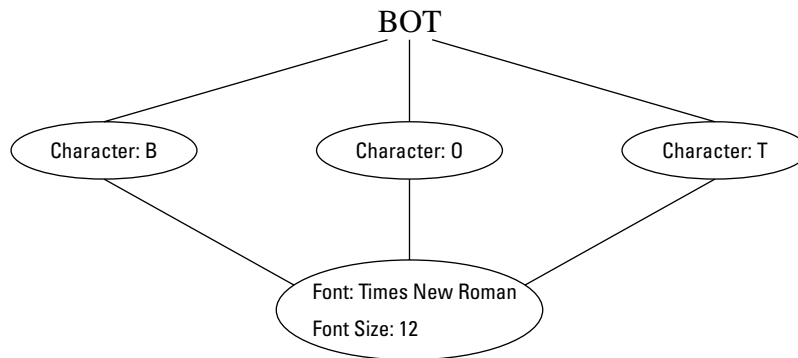 BOT
Character: B
Character: O
Character: T
Font: Times New Roman
Font Size: 12